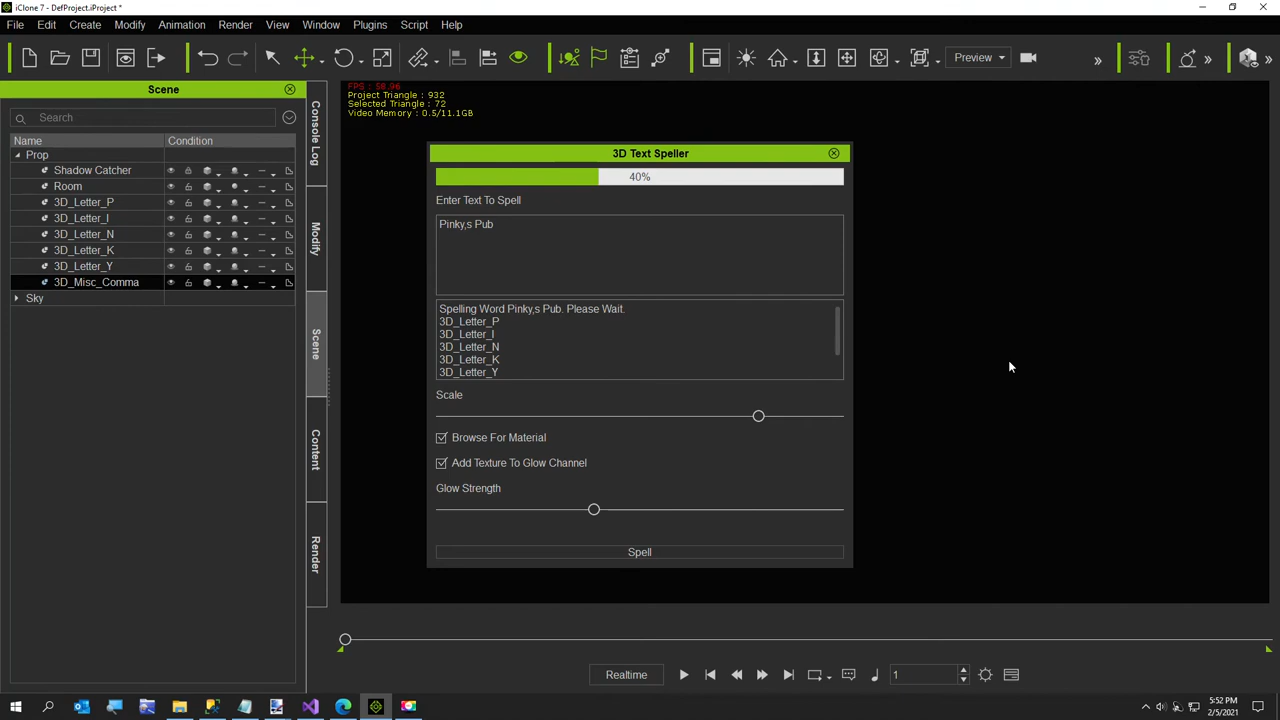 iClone 7 - DefProject.iProject *
File Edit Create Modify Animation Render View Window Plugins Script Help
Preview
Scene
Search
Name Condition
Prop
Shadow Catcher
Room
3D_Letter_P
3D_Letter_I
3D_Letter_N
3D_Letter_K
3D_Letter_Y
3D_Misc_Comma
Sky
Console Log
Modify
Scene
Content
Render
FPS : 58.96
Project Triangle : 932
Selected Triangle : 72
Video Memory : 0.5/11.1GB
3D Text Speller
40%
Enter Text To Spell
Pinky,s Pub
Spelling Word Pinky,s Pub. Please Wait.
3D_Letter_P
3D_Letter_I
3D_Letter_N
3D_Letter_K
3D_Letter_Y
Scale
Browse For Material
Add Texture To Glow Channel
Glow Strength
Spell
Realtime
1
5:52 PM
2/5/2021